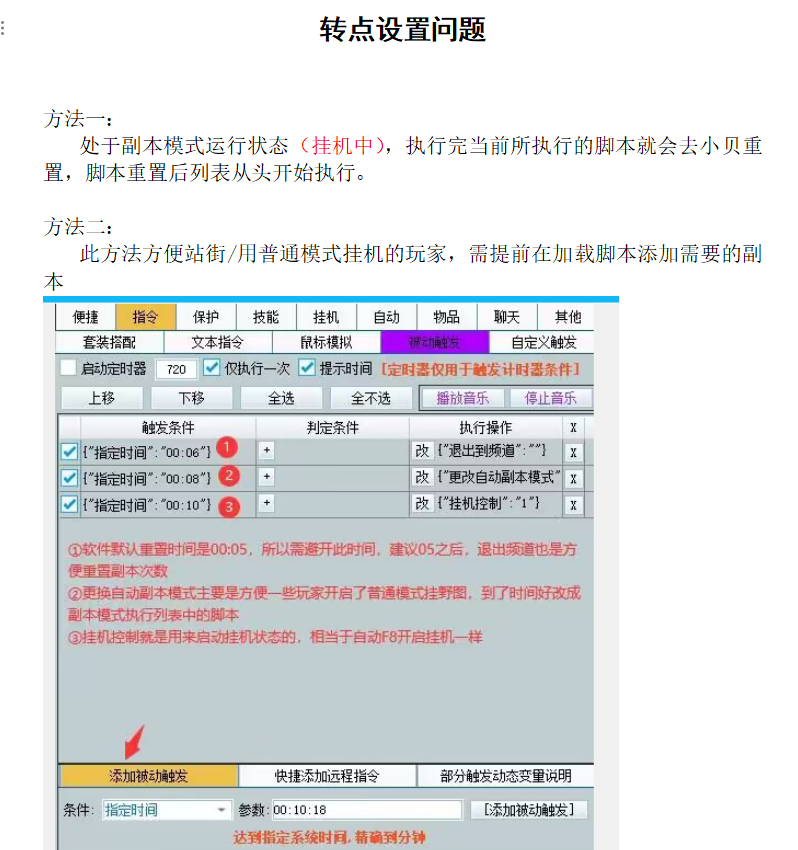 转点设置问题
方法一：
处于副本模式运行状态（挂机中），执行完当前所执行的脚本就会去小贝重
置，脚本重置后列表从头开始执行。
方法二：
此方法方便站街/用普通模式挂机的玩家，需提前在加载脚本添加需要的副
本
便捷 指令 保护 技能 挂机 自动 物品 聊天 其他
套装搭配 文本指令 鼠标模拟 被动触发 自定义触发
启动定时器 720 仅执行一次 提示时间 [定时器仅用于触发计时器条件]
上移 下移 全选 全不选 播放音乐 停止音乐
触发条件 判定条件 执行操作 X
{"指定时间":"00:06"} 1 + 改 {"退出到频道":""} X
{"指定时间":"00:08"} 2 + 改 {"更改自动副本模式" X
{"指定时间":"00:10"} 3 + 改 {"挂机控制":"1"} X
①软件默认重置时间是00:05，所以需避开此时间，建议05之后，退出频道也是方
便重置副本次数
②更换自动副本模式主要是方便一些玩家开启了普通模式挂野图，到了时间好改成
副本模式执行列表中的脚本
③挂机控制就是用来启动挂机状态的，相当于自动F8开启挂机一样
添加被动触发 快捷添加远程指令 部分触发动态变量说明
条件: 指定时间 参数: 00:10:18 [添加被动触发]
达到指定系统时间,精确到分钟